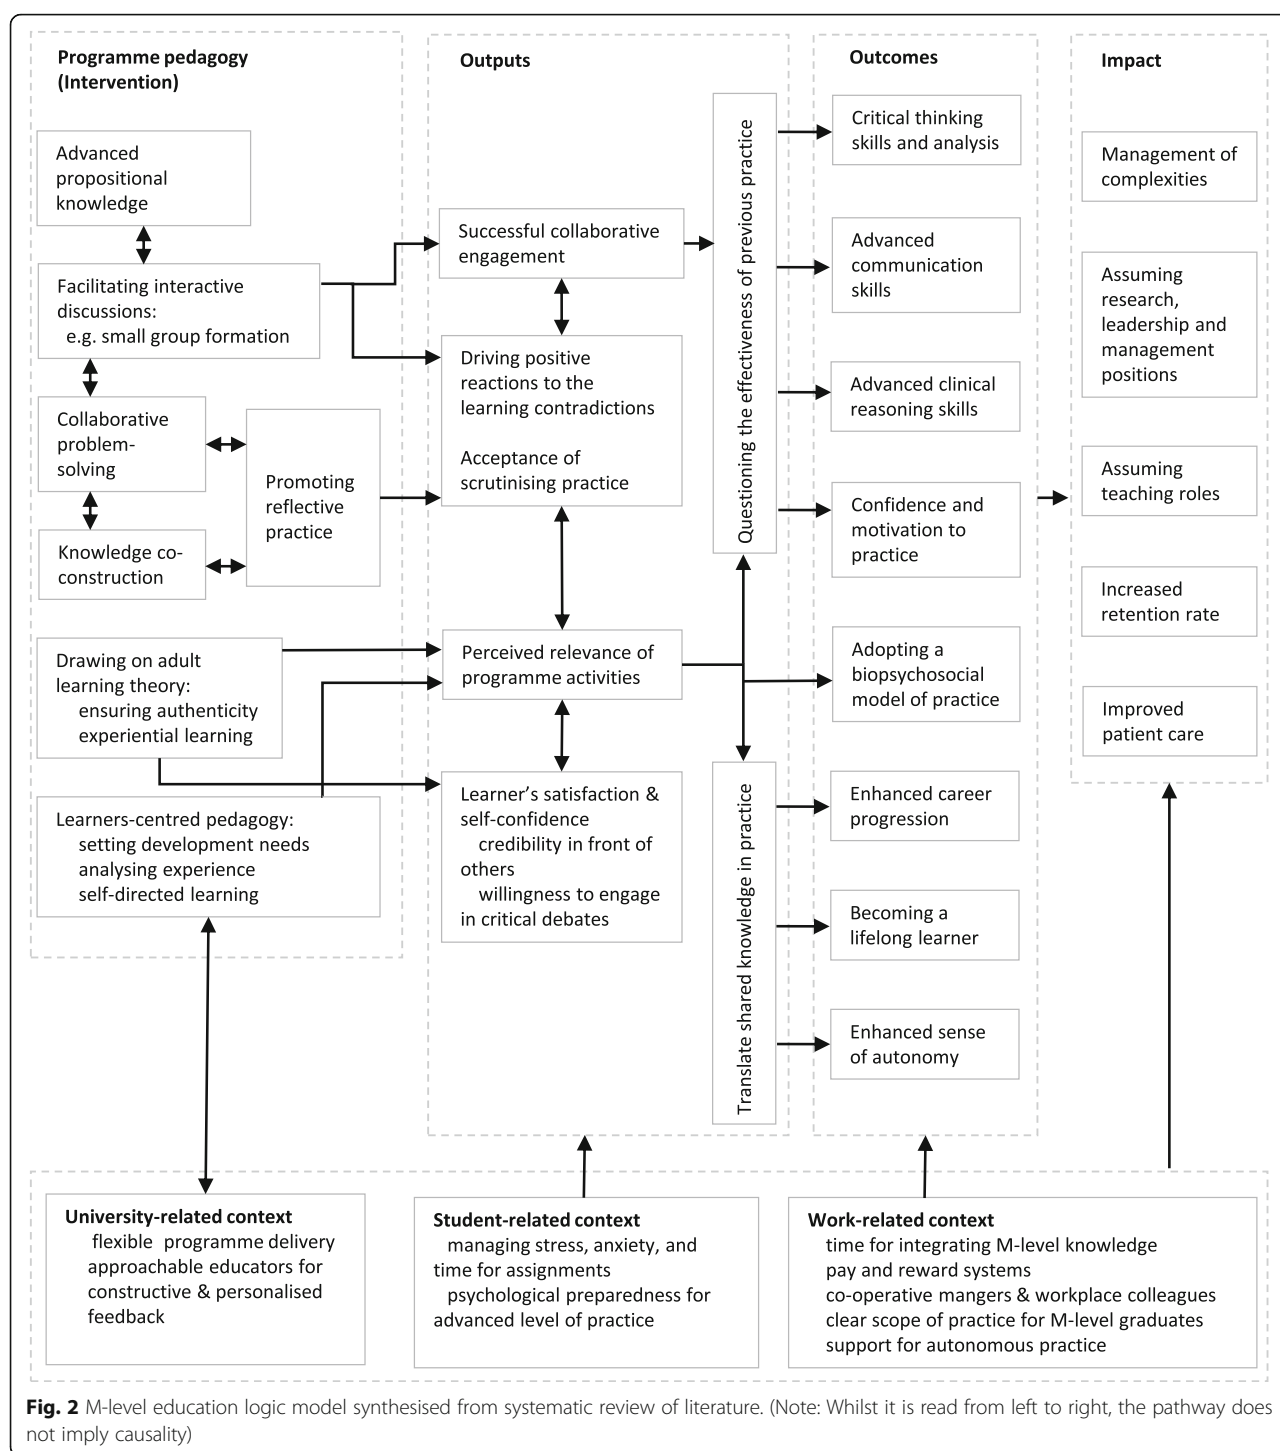 Programme pedagogy
(Intervention)
Advanced
propositional
knowledge
Facilitating interactive
discussions:
e.g. small group formation
Collaborative
problem-
solving
Promoting
reflective
practice
Knowledge co-
construction
Drawing on adult
learning theory:
ensuring authenticity
experiential learning
Learners-centred pedagogy:
setting development needs
analysing experience
self-directed learning
Outputs
Successful collaborative
engagement
Driving positive
reactions to the
learning contradictions
Acceptance of
scrutinising practice
Perceived relevance of
programme activities
Learner's satisfaction &
self-confidence
credibility in front of
others
willingness to engage
in critical debates
Questioning the effectiveness of previous practice
Translate shared knowledge in practice
Outcomes
Critical thinking
skills and analysis
Advanced
communication
skills
Advanced clinical
reasoning skills
Confidence and
motivation to
practice
Adopting a
biopsychosocial
model of practice
Enhanced career
progression
Becoming a
lifelong learner
Enhanced sense
of autonomy
Impact
Management of
complexities
Assuming
research,
leadership and
management
positions
Assuming
teaching roles
Increased
retention rate
Improved
patient care
University-related context
flexible programme delivery
approachable educators for
constructive & personalised
feedback
Student-related context
managing stress, anxiety, and
time for assignments
psychological preparedness for
advanced level of practice
Work-related context
time for integrating M-level knowledge
pay and reward systems
co-operative mangers & workplace colleagues
clear scope of practice for M-level graduates
support for autonomous practice
Fig. 2 M-level education logic model synthesised from systematic review of literature. (Note: Whilst it is read from left to right, the pathway does
not imply causality)